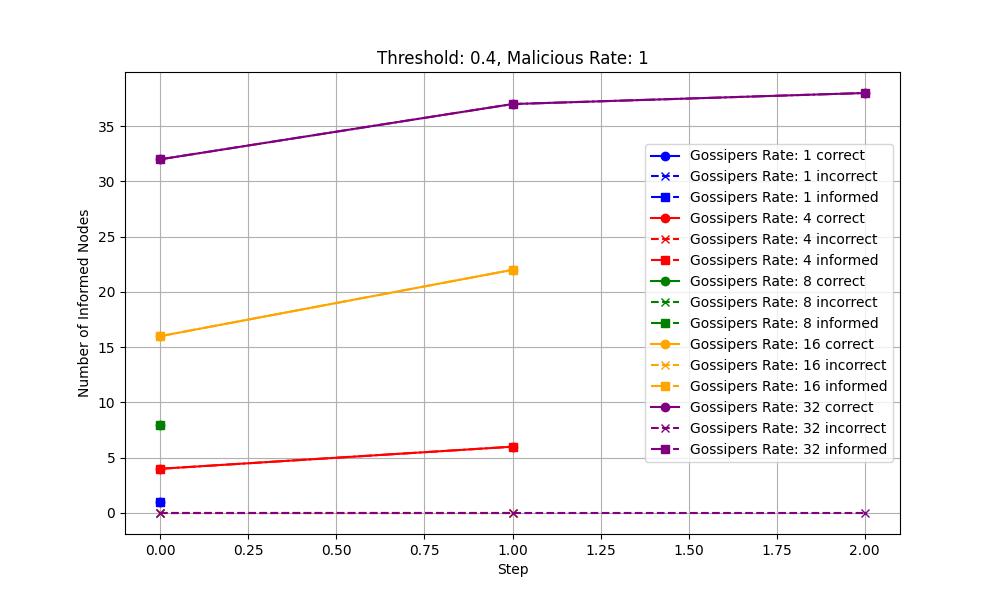 Threshold: 0.4, Malicious Rate: 1
Number of Informed Nodes
35
30
25
20
15
10
5
0
Gossipers Rate: 1 correct
Gossipers Rate: 1 incorrect
Gossipers Rate: 1 informed
Gossipers Rate: 4 correct
Gossipers Rate: 4 incorrect
Gossipers Rate: 4 informed
Gossipers Rate: 8 correct
Gossipers Rate: 8 incorrect
Gossipers Rate: 8 informed
Gossipers Rate: 16 correct
Gossipers Rate: 16 incorrect
Gossipers Rate: 16 informed
Gossipers Rate: 32 correct
Gossipers Rate: 32 incorrect
Gossipers Rate: 32 informed
0.00 0.25 0.50 0.75 1.00 1.25 1.50 1.75 2.00
Step